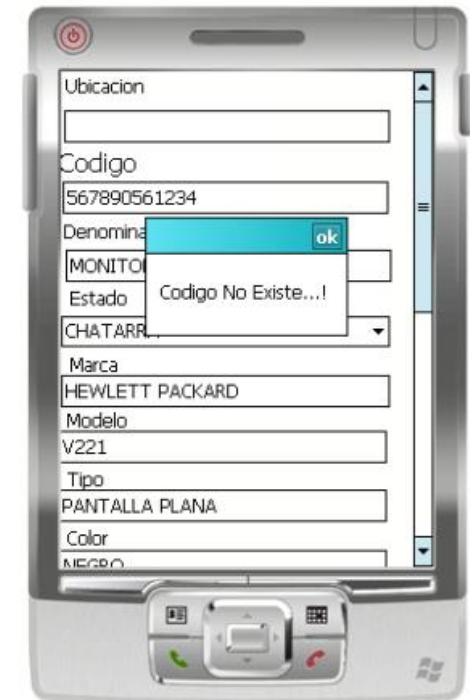 Ubicacion
Codigo
567890561234
Denomina
ok
MONITO
Codigo No Existe...!
Estado
CHATARR
Marca
HEWLETT PACKARD
Modelo
V221
Tipo
PANTALLA PLANA
Color
NEGRO